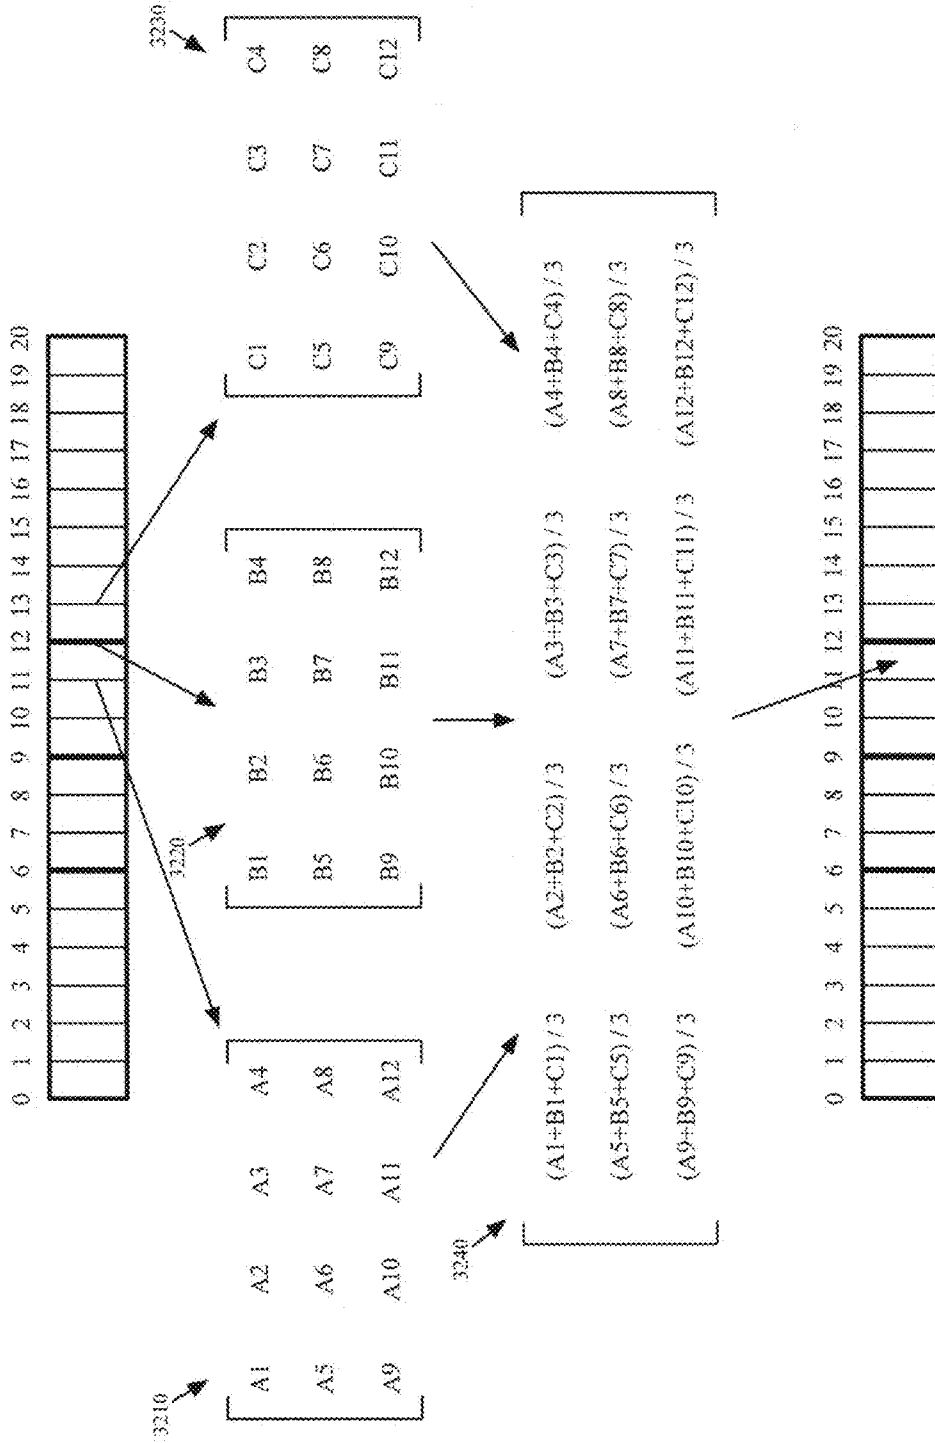 0 1 2 3 4 5 6 7 8 9 10 11 12 13 14 15 16 17 18 19 20
3210
3220
3230
A1 A2 A3 A4
A5 A6 A7 A8
A9 A10 A11 A12
B1 B2 B3 B4
B5 B6 B7 B8
B9 B10 B11 B12
C1 C2 C3 C4
C5 C6 C7 C8
C9 C10 C11 C12
3240
(A1+B1+C1) / 3 (A2+B2+C2) / 3 (A3+B3+C3) / 3 (A4+B4+C4) / 3
(A5+B5+C5) / 3 (A6+B6+C6) / 3 (A7+B7+C7) / 3 (A8+B8+C8) / 3
(A9+B9+C9) / 3 (A10+B10+C10) / 3 (A11+B11+C11) / 3 (A12+B12+C12) / 3
0 1 2 3 4 5 6 7 8 9 10 11 12 13 14 15 16 17 18 19 20